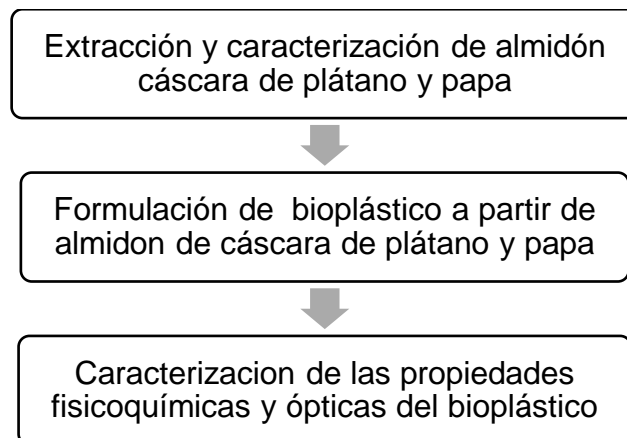 Extracción y caracterización de almidón
cáscara de plátano y papa
Formulación de bioplástico a partir de
almidon de cáscara de plátano y papa
Caracterizacion de las propiedades
fisicoquímicas y ópticas del bioplástico